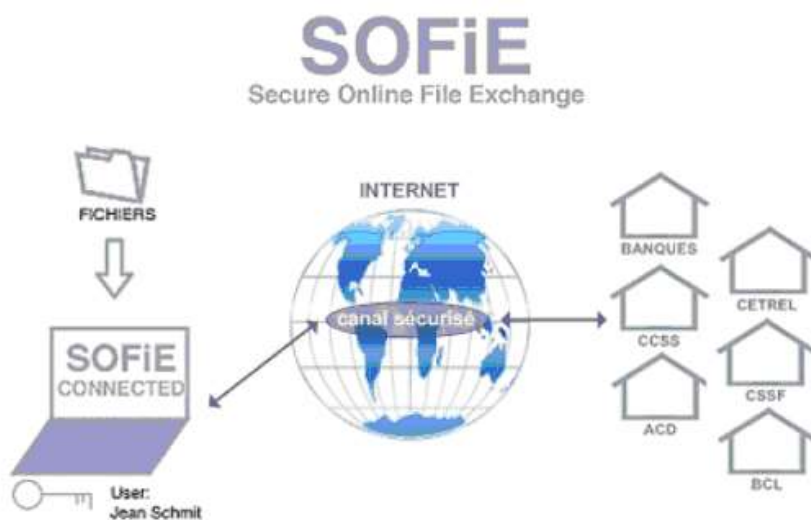 SOFiE
Secure Online File Exchange
FICHIERS
INTERNET
BANQUES
CETREL
canal sécurisé
CCSS
SOFiE
CONNECTED
CSSF
ACD
BCL
User:
Jean Schmit